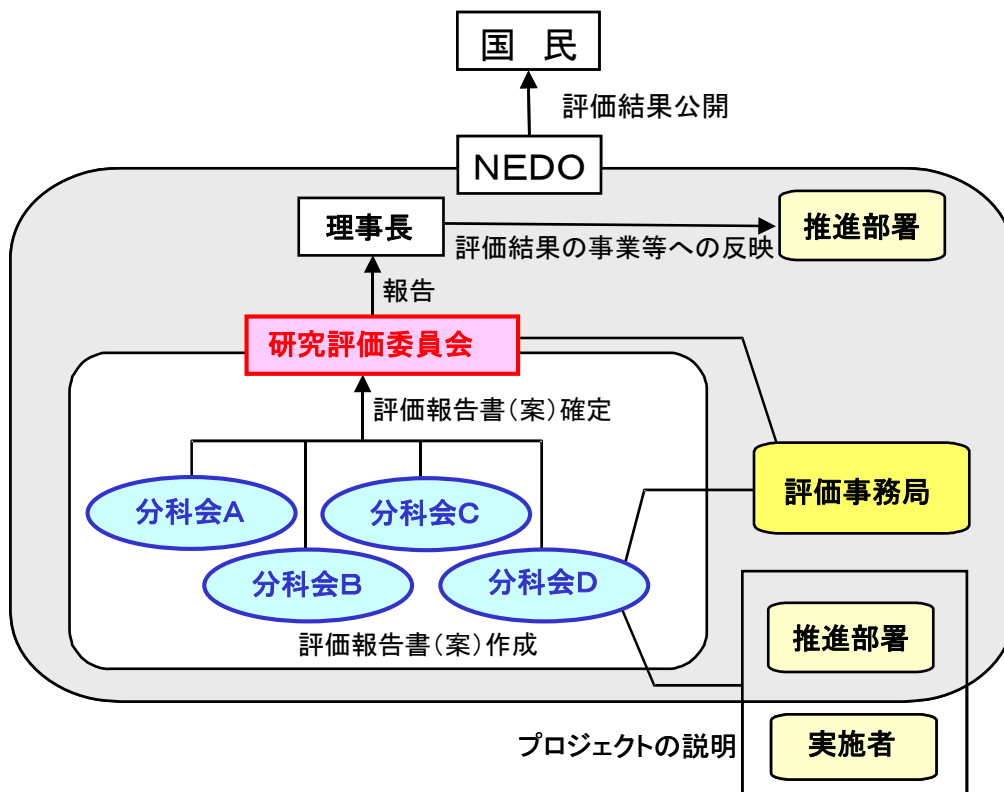 国 民
評価結果公開
NEDO
理事長
推進部署
評価結果の事業等への反映
報告
研究評価委員会
評価報告書(案)確定
分科会A
分科会C
評価事務局
分科会B
分科会D
評価報告書(案)作成
推進部署
プロジェクトの説明
実施者